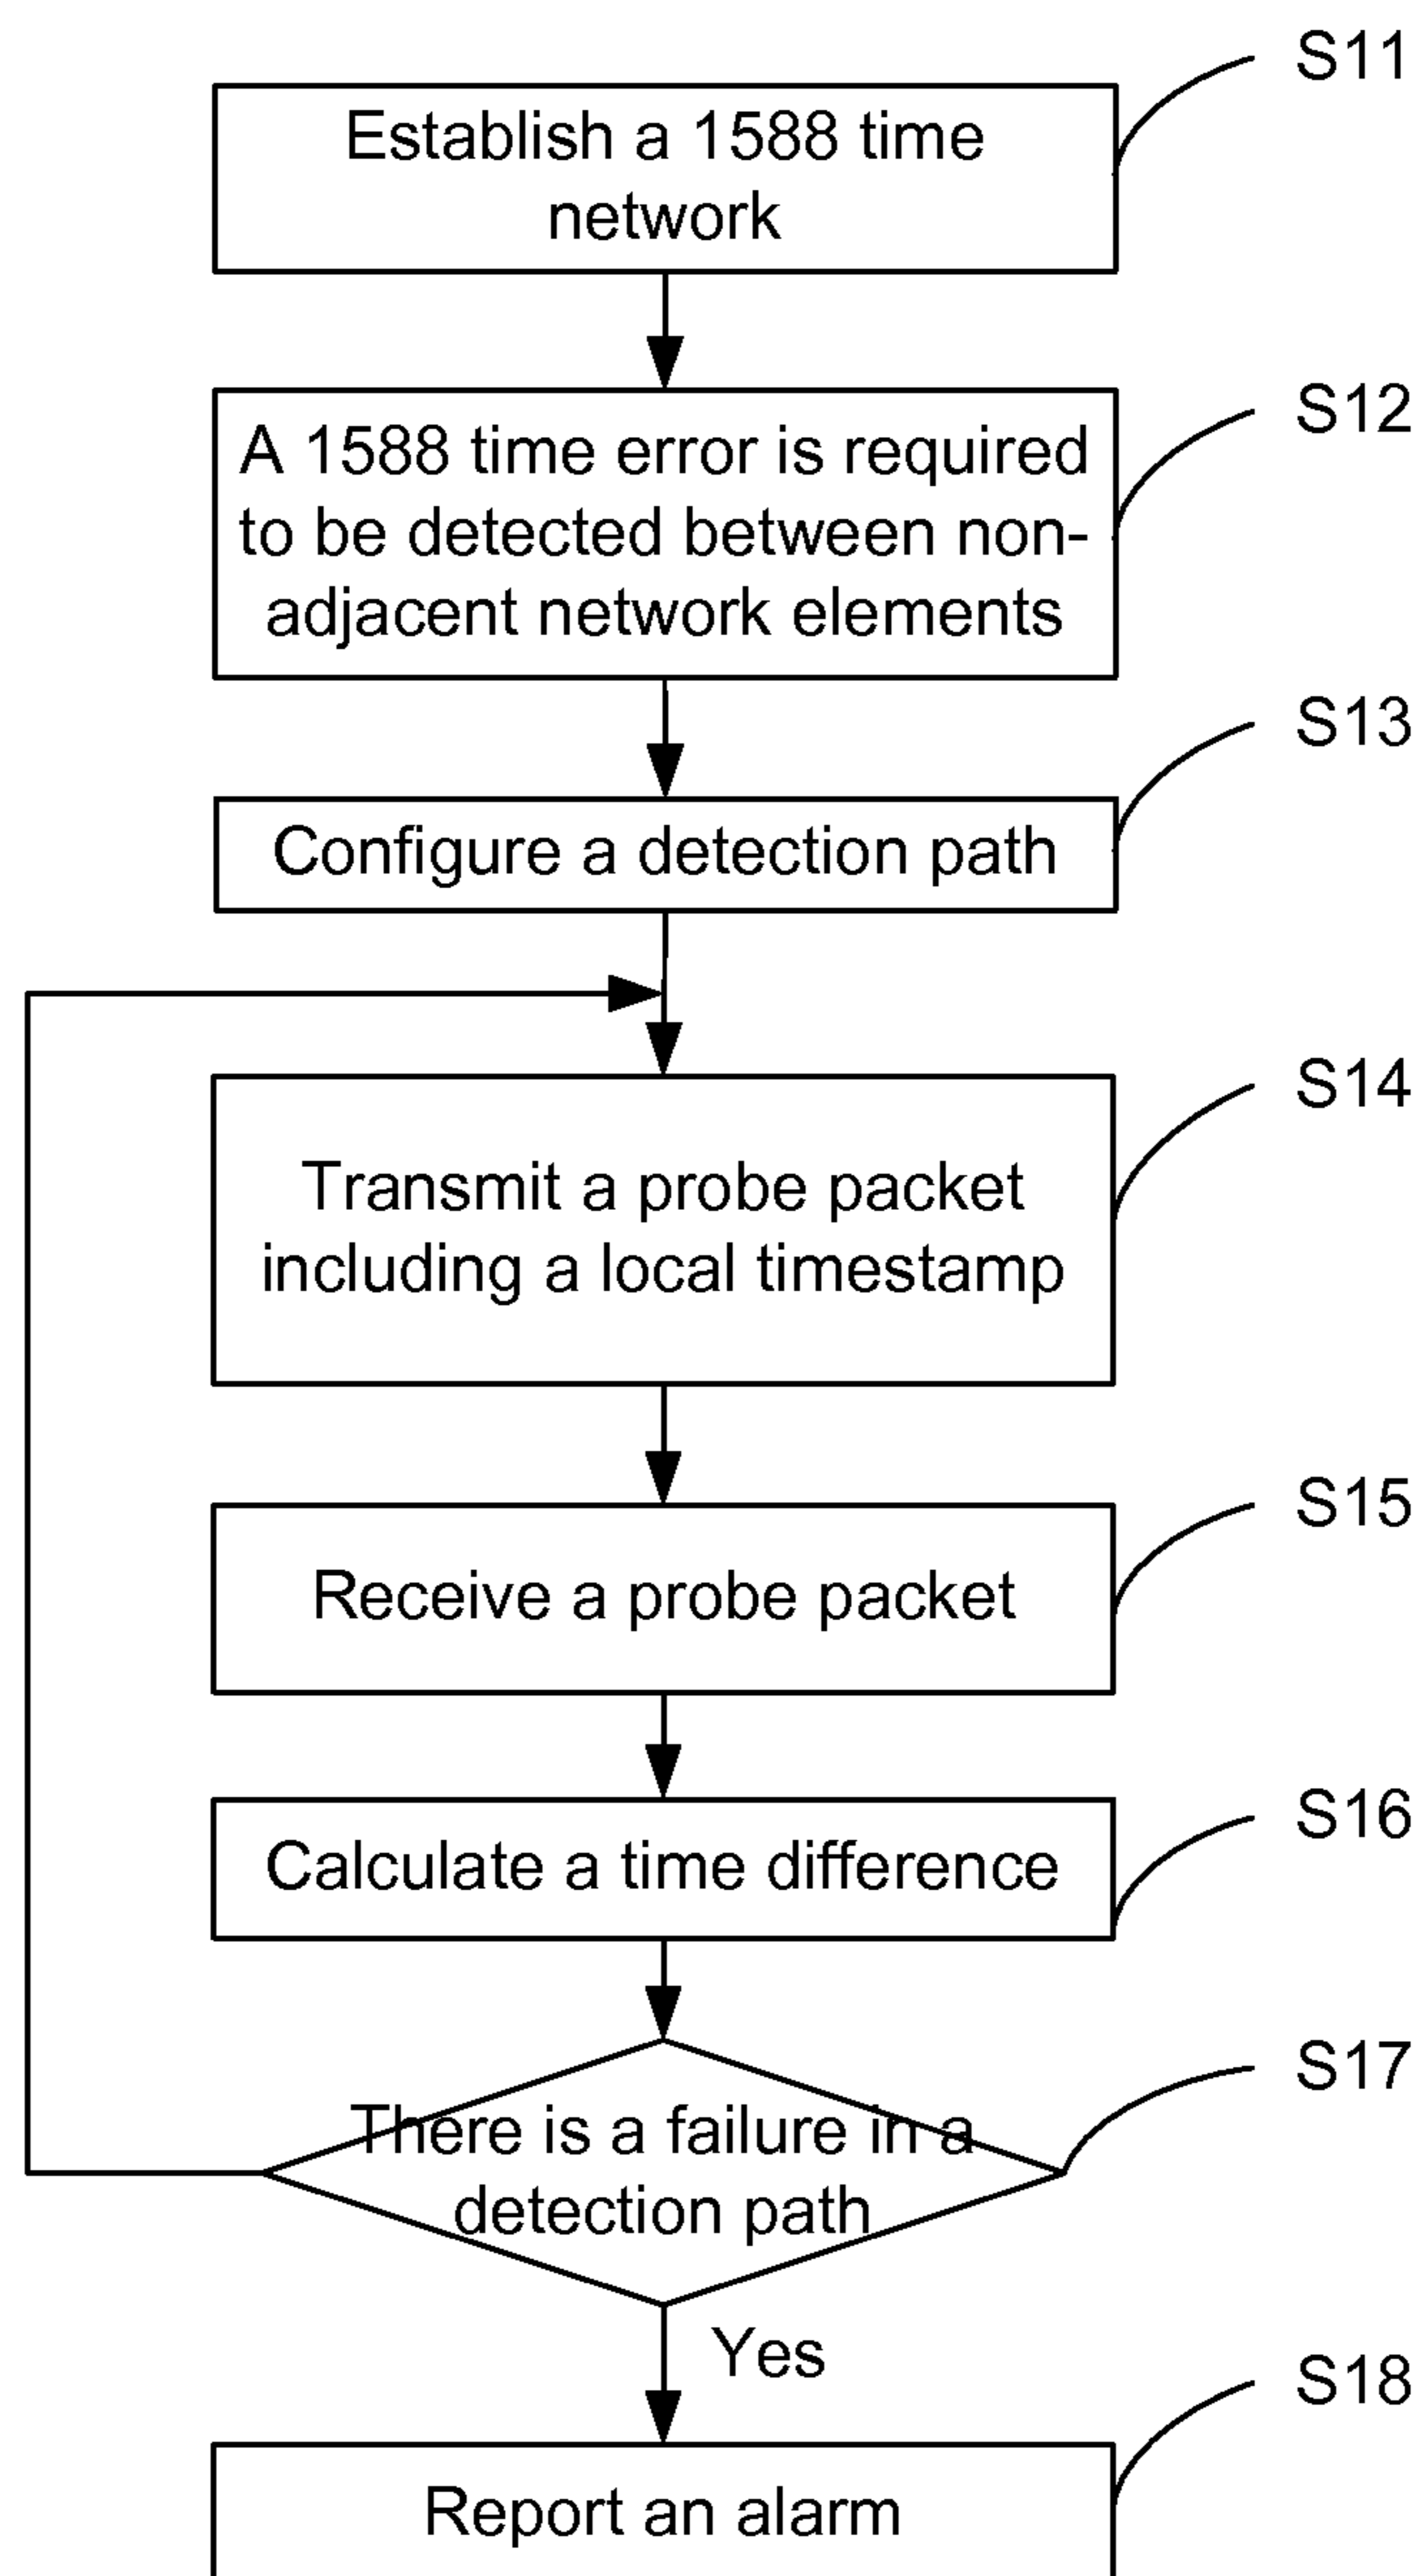 S11
Establish a 1588 time
network
S12
A 1588 time error is required
to be detected between non-
adjacent network elements
S13
Configure a detection path
S14
Transmit a probe packet
including a local timestamp
S15
Receive a probe packet
S16
Calculate a time difference
S17
There is a failure in a
detection path
Yes
S18
Report an alarm